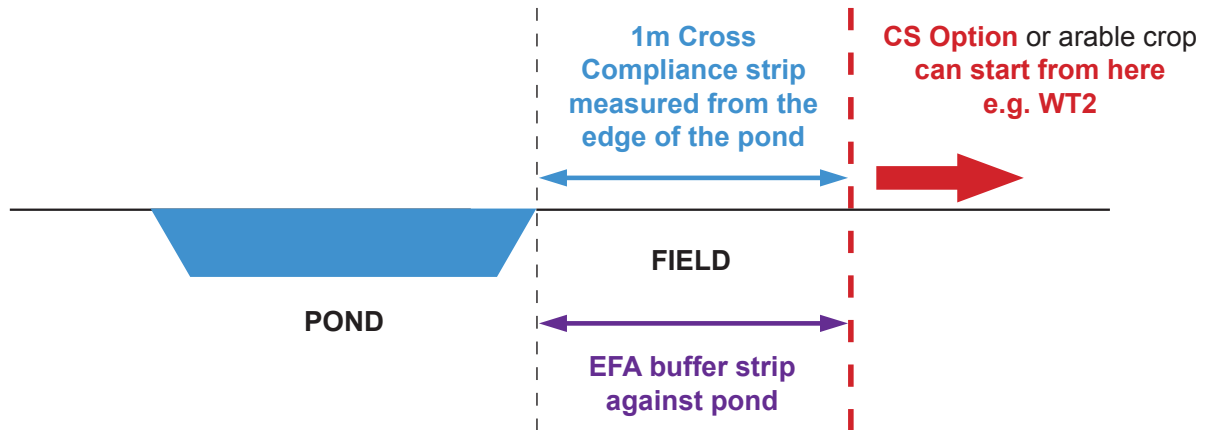 1m Cross
Compliance strip
measured from the
edge of the pond
CS Option or arable crop
can start from here
e.g. WT2
FIELD
POND
EFA buffer strip
against pond